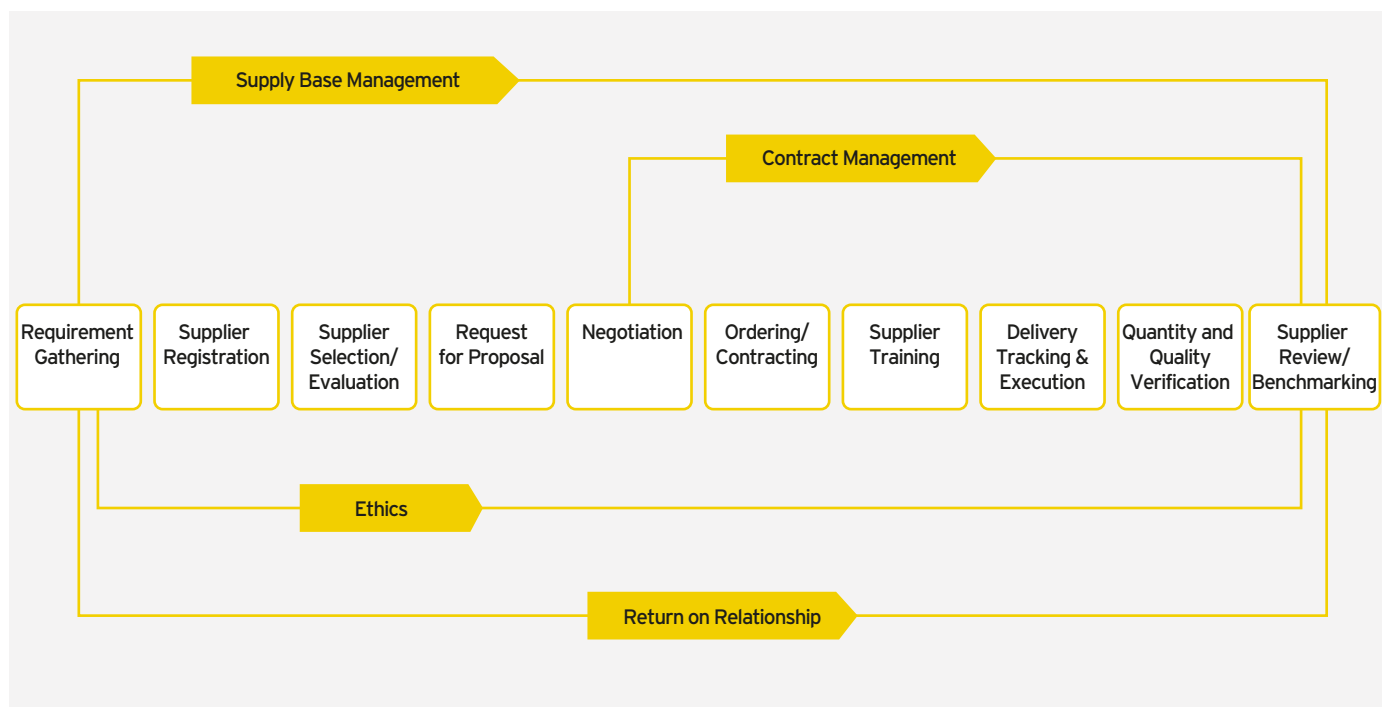 Supply Base Management
Contract Management
Requirement
Gathering
Supplier
Registration
Supplier
Selection/
Evaluation
Request
for Proposal
Negotiation
Ordering/
Contracting
Supplier
Training
Delivery
Tracking &
Execution
Quantity and
Quality
Verification
Supplier
Review/
Benchmarking
Ethics
Return on Relationship